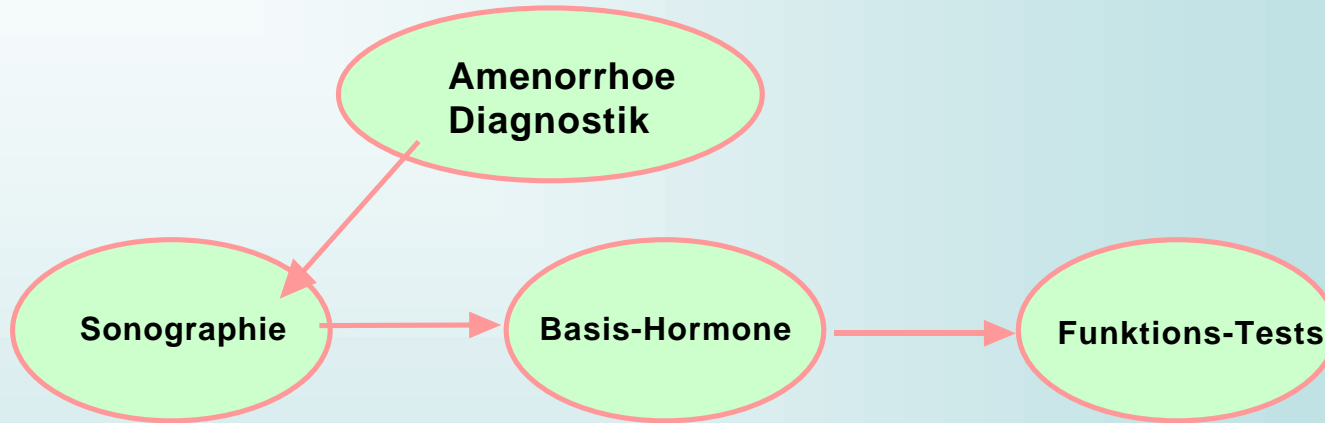 Amenorrhoe
Diagnostik
Sonographie
Basis-Hormone
Funktions-Tests